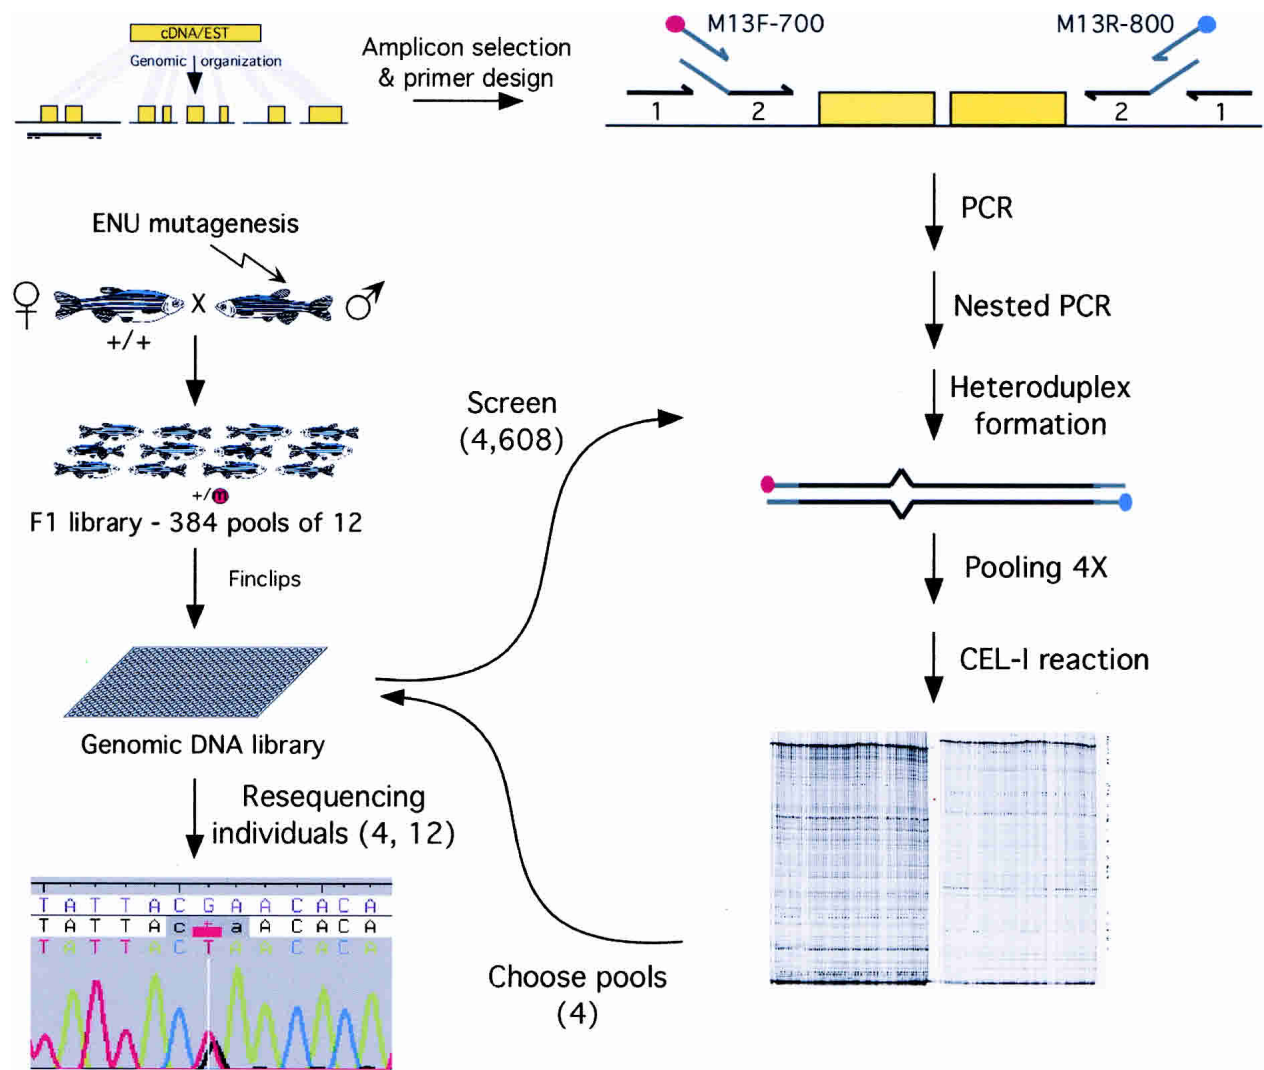 cDNA/EST
Genomic organization
Amplicon selection
& primer design
M13F-700
M13R-800
1
2
2
1
PCR
Nested PCR
Heteroduplex
formation
Pooling 4X
CEL-I reaction
ENU mutagenesis
♀
X
♂
+/+
+/m
F1 library - 384 pools of 12
Finclips
Genomic DNA library
Screen
(4,608)
Resequencing
individuals (4, 12)
Choose pools
(4)
T A T T A C G A A C A C A
T A T T A c t a A C A C A
T A T T A C T A A C A C A